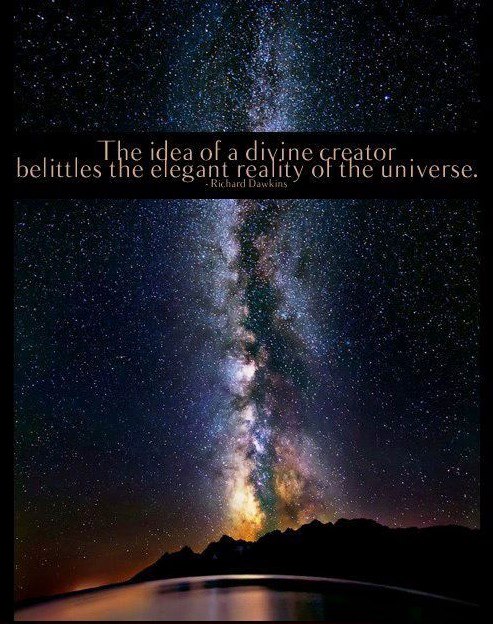 The idea of a divine creator
belittles the elegant reality of the universe.
- Richard Dawkins